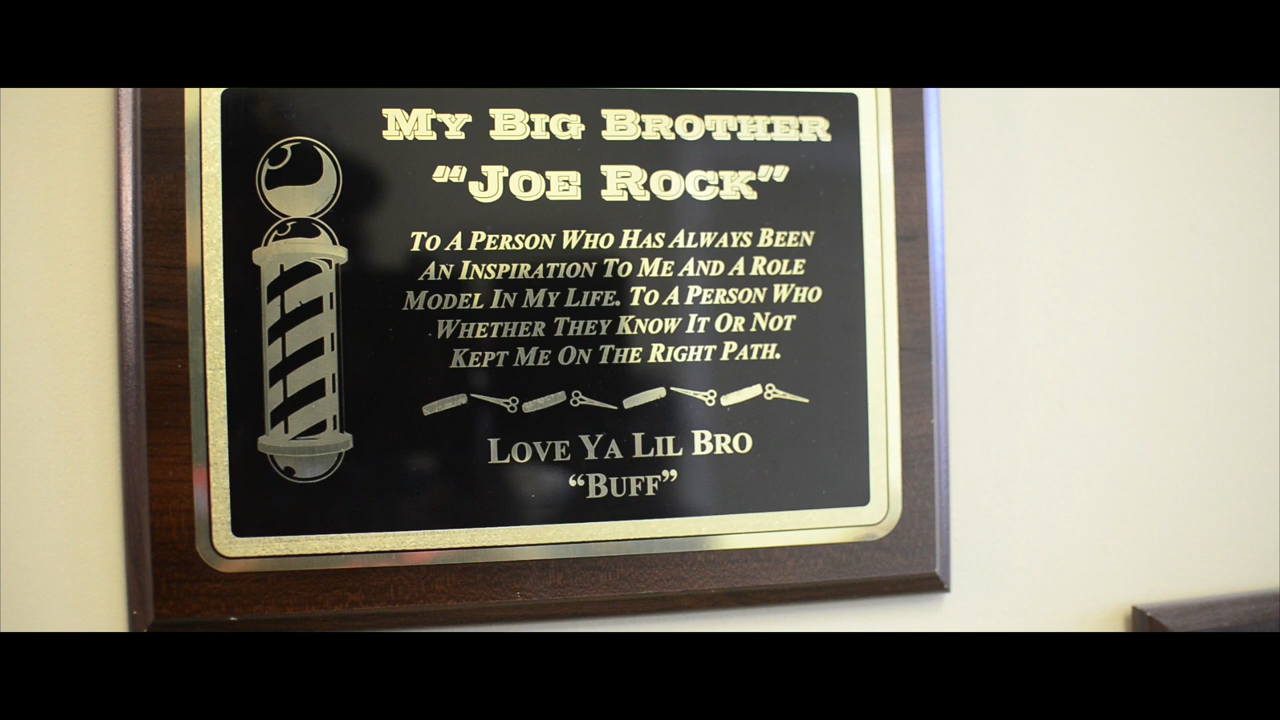 My Big Brother
“Joe Rock”
To A Person Who Has Always Been
An Inspiration To Me And A Role
Model In My Life. To A Person Who
Whether They Know It Or Not
Kept Me On The Right Path.
Love Ya Lil Bro
“Buff”